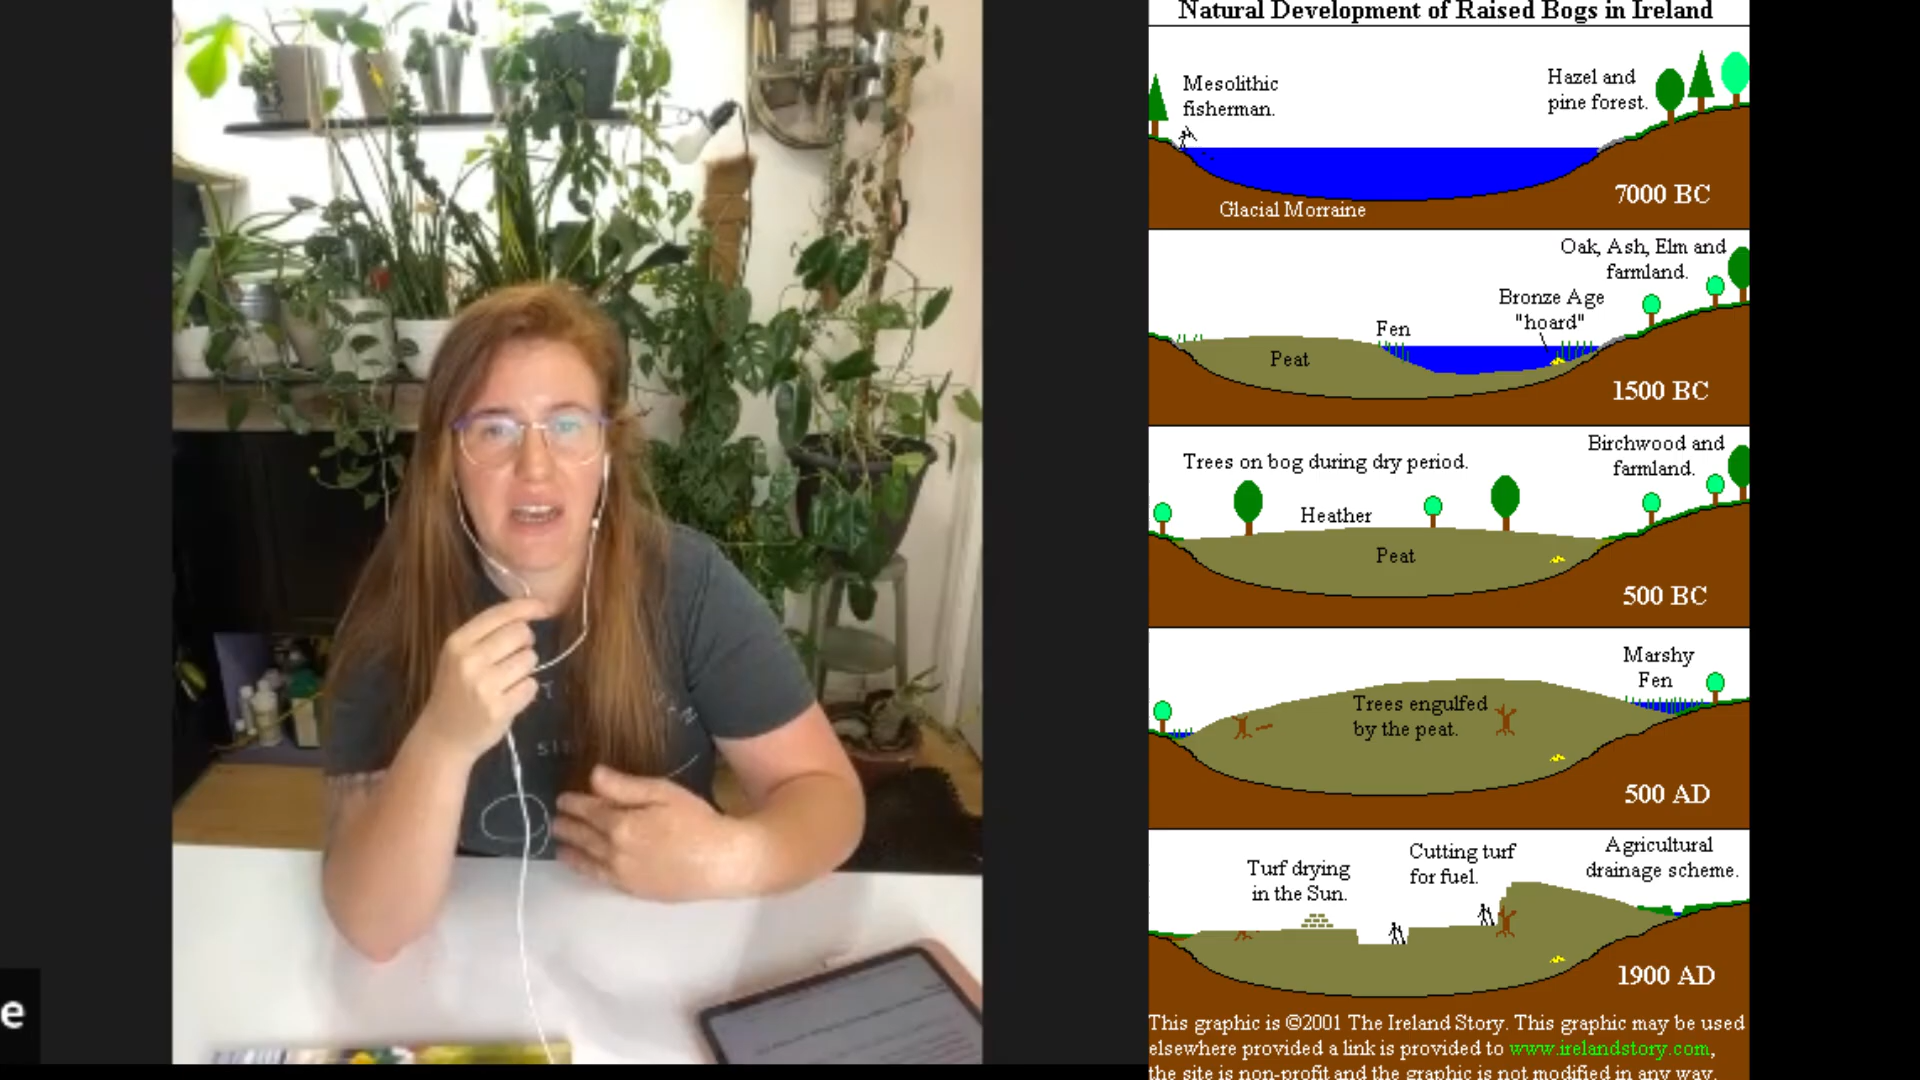 Natural Development of Raised Bogs in Ireland
Mesolithic
fisherman.
Hazel and
pine forest.
Glacial Morraine
7000 BC
Oak, Ash, Elm and
farmland.
Bronze Age
"hoard"
Fen
Peat
1500 BC
Birchwood and
farmland.
Trees on bog during dry period.
Heather
Peat
500 BC
Marshy
Fen
Trees engulfed
by the peat.
500 AD
Agricultural
drainage scheme.
Cutting turf
for fuel.
Turf drying
in the Sun.
1900 AD
This graphic is ©2001 The Ireland Story. This graphic may be used
elsewhere provided a link is provided to www.irelandstory.com,
the site is non-profit and the graphic is not modified in any way.
e